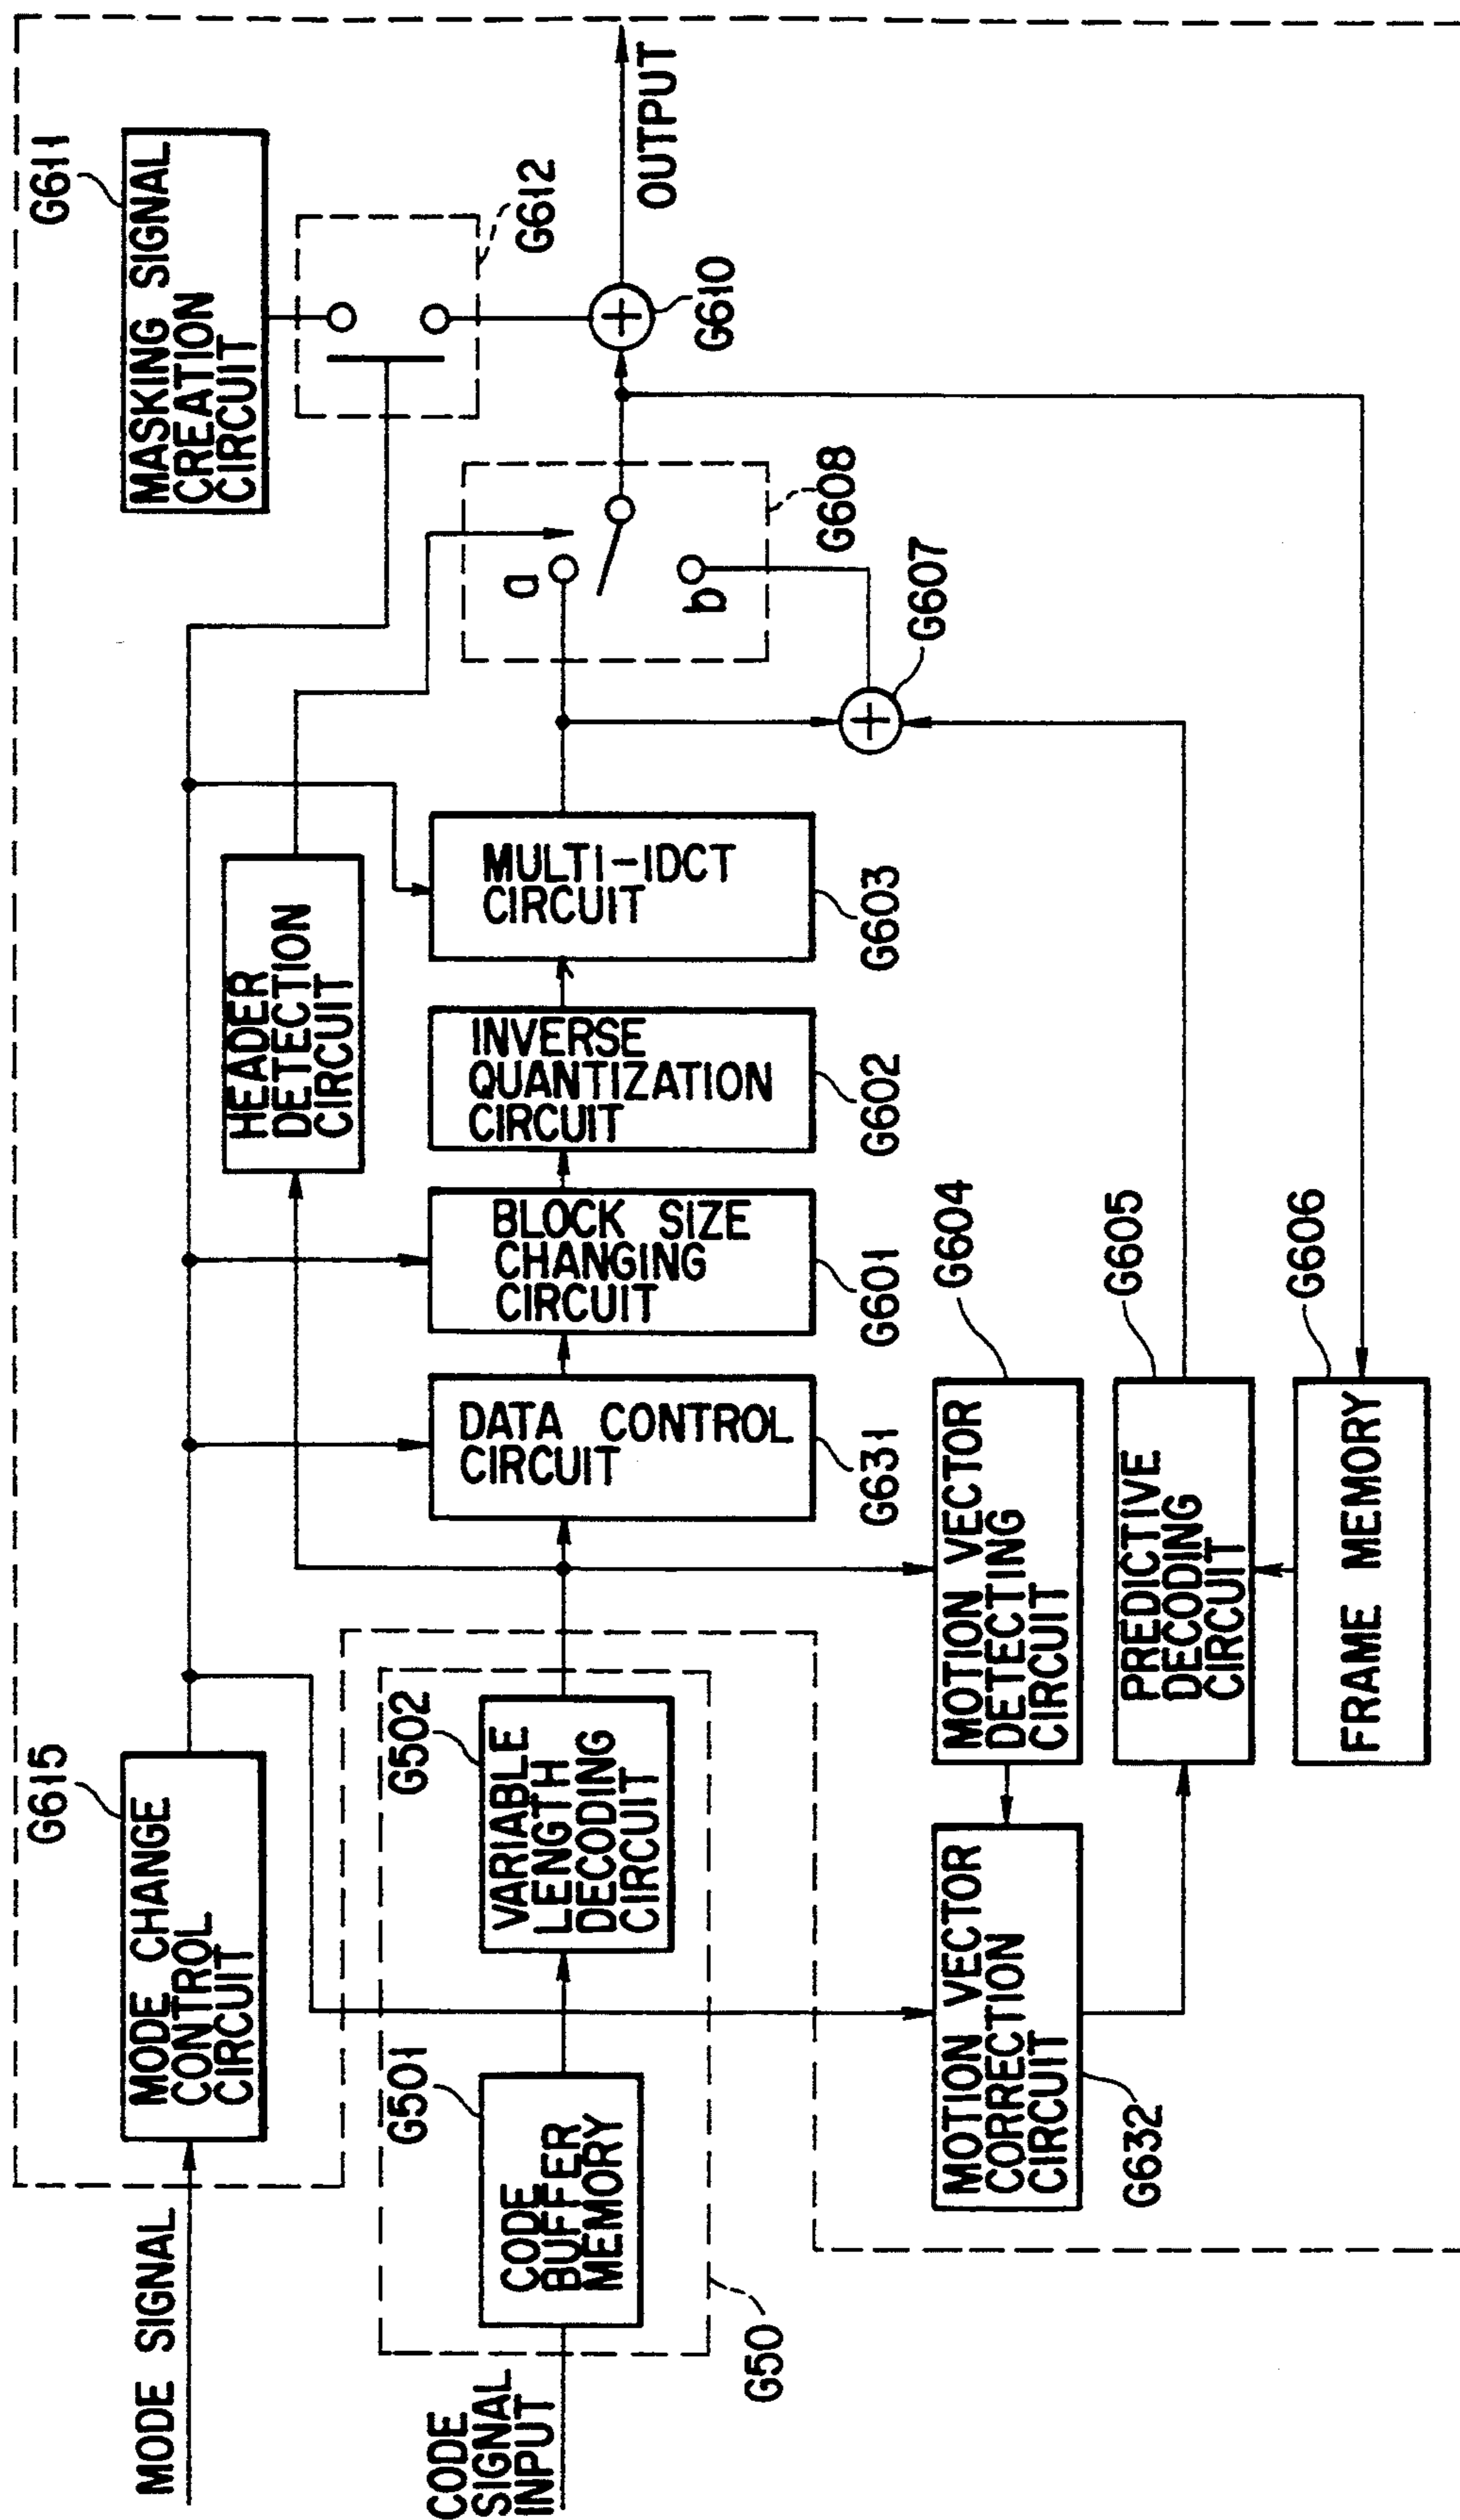 MODE SIGNAL
MODE CHANGE
CONTROL
CIRCUIT
G615
MASKING SIGNAL
CREATION
CIRCUIT
G611
G612
HEADER
DETECTION
CIRCUIT
CODE
SIGNAL
INPUT
CODE
BUFFER
MEMORY
G501
VARIABLE
LENGTH
DECODING
CIRCUIT
G502
G50
DATA CONTROL
CIRCUIT
G631
BLOCK SIZE
CHANGING
CIRCUIT
G601
INVERSE
QUANTIZATION
CIRCUIT
G602
MULTI-IDCT
CIRCUIT
G603
a
b
G608
G607
G610
OUTPUT
MOTION VECTOR
CORRECTION
CIRCUIT
G632
MOTION VECTOR
DETECTING
CIRCUIT
G604
PREDICTIVE
DECODING
CIRCUIT
G605
FRAME MEMORY
G606